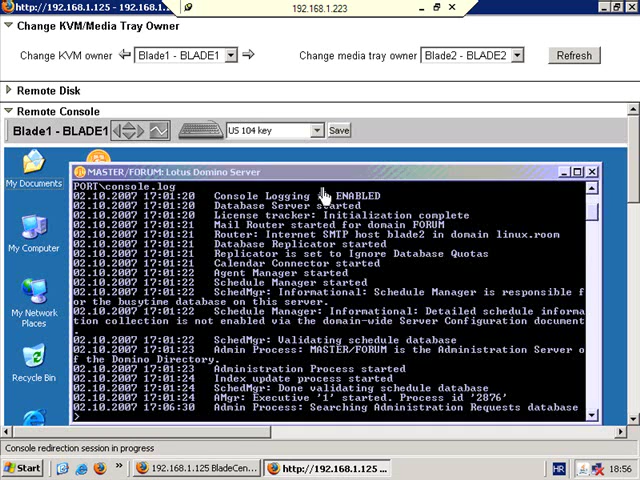 http://192.168.1.125 - 192.168.1...
192.168.1.223
Change KVM/Media Tray Owner
Change KVM owner Blade1 - BLADE1 Change media tray owner Blade2 - BLADE2 Refresh
Remote Disk
Remote Console
Blade1 - BLADE1 US 104 key Save
My Documents
My Computer
My Network Places
Recycle Bin
MASTER/FORUM: Lotus Domino Server
PORT\console.log
02.10.2007 17:01:20 Console Logging ENABLED
02.10.2007 17:01:20 Database Server started
02.10.2007 17:01:20 License tracker: Initialization complete
02.10.2007 17:01:21 Mail Router started for domain FORUM
02.10.2007 17:01:21 Router: Internet SMTP host blade2 in domain linux.room
02.10.2007 17:01:21 Database Replicator started
02.10.2007 17:01:21 Replicator is set to Ignore Database Quotas
02.10.2007 17:01:21 Calendar Connector started
02.10.2007 17:01:22 Agent Manager started
02.10.2007 17:01:22 Schedule Manager started
02.10.2007 17:01:22 SchedMgr: Informational: Schedule Manager is responsible f
or the busytime database on this server.
02.10.2007 17:01:22 Schedule Manager: Informational: Detailed schedule informa
tion collection is not enabled via the domain-wide Server Configuration document
.
02.10.2007 17:01:22 SchedMgr: Validating schedule database
02.10.2007 17:01:23 Admin Process: MASTER/FORUM is the Administration Server o
f the Domino Directory.
02.10.2007 17:01:23 Administration Process started
02.10.2007 17:01:24 Index update process started
02.10.2007 17:01:24 SchedMgr: Done validating schedule database
02.10.2007 17:01:24 AMgr: Executive '1' started. Process id '2876'
02.10.2007 17:06:30 Admin Process: Searching Administration Requests database
>
Console redirection session in progress
Start » 192.168.1.125 BladeCen... http://192.168.1.125 ... HR 18:56